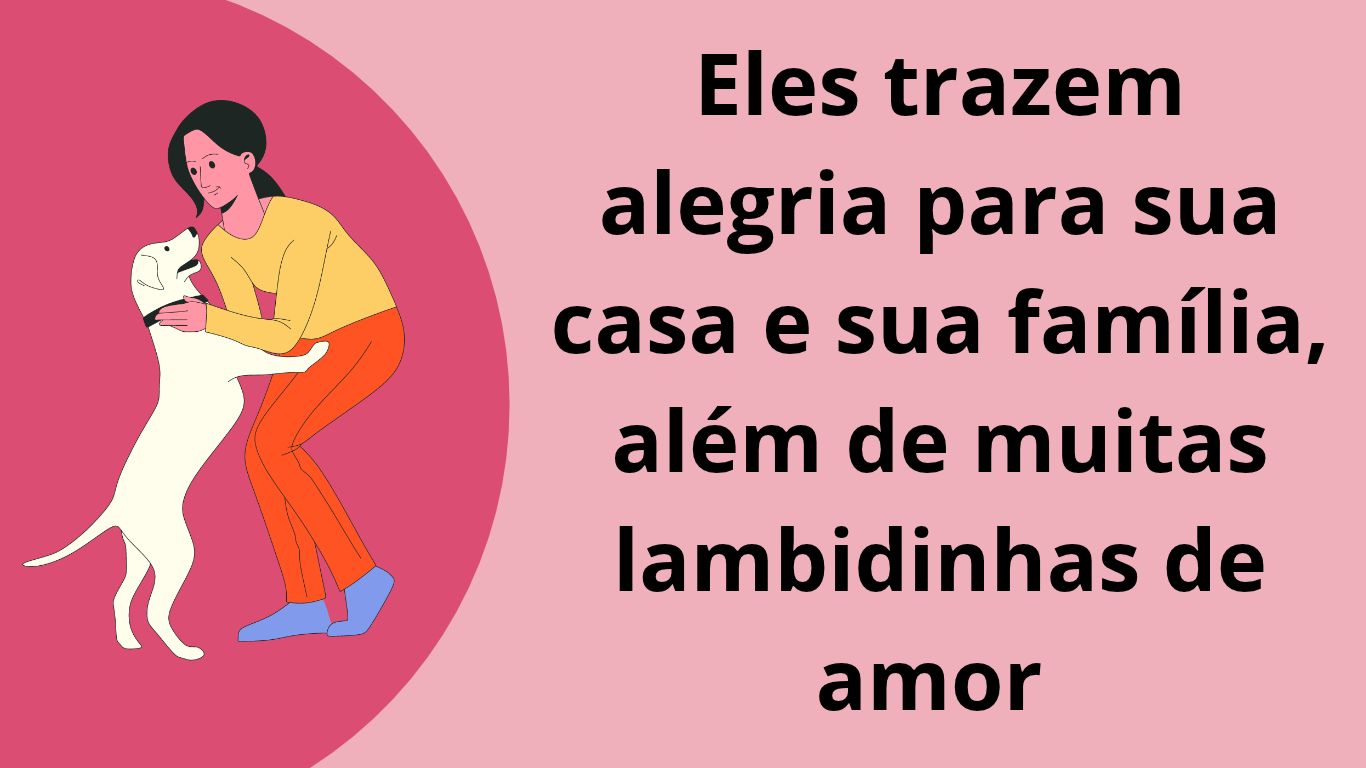 Eles trazem
alegria para sua
casa e sua família,
além de muitas
lambidinhas de
amor